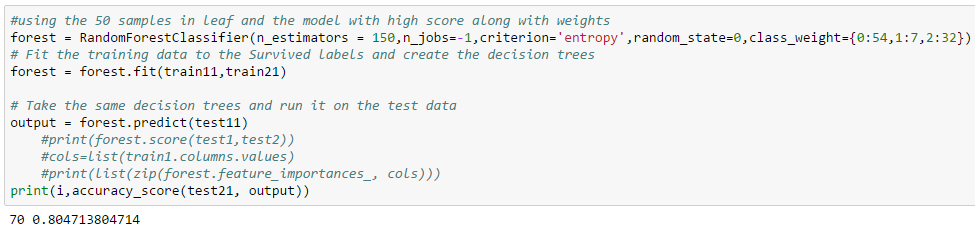 #using the 50 samples in leaf and the model with high score along with weights
forest = RandomForestClassifier(n_estimators = 150,n_jobs=-1,criterion='entropy',random_state=0,class_weight={0:54,1:7,2:32})
# Fit the training data to the Survived labels and create the decision trees
forest = forest.fit(train11,train21)

# Take the same decision trees and run it on the test data
output = forest.predict(test11)
    #print(forest.score(test1,test2))
    #cols=list(train1.columns.values)
    #print(list(zip(forest.feature_importances_, cols)))
print(i,accuracy_score(test21, output))
70 0.804713804714